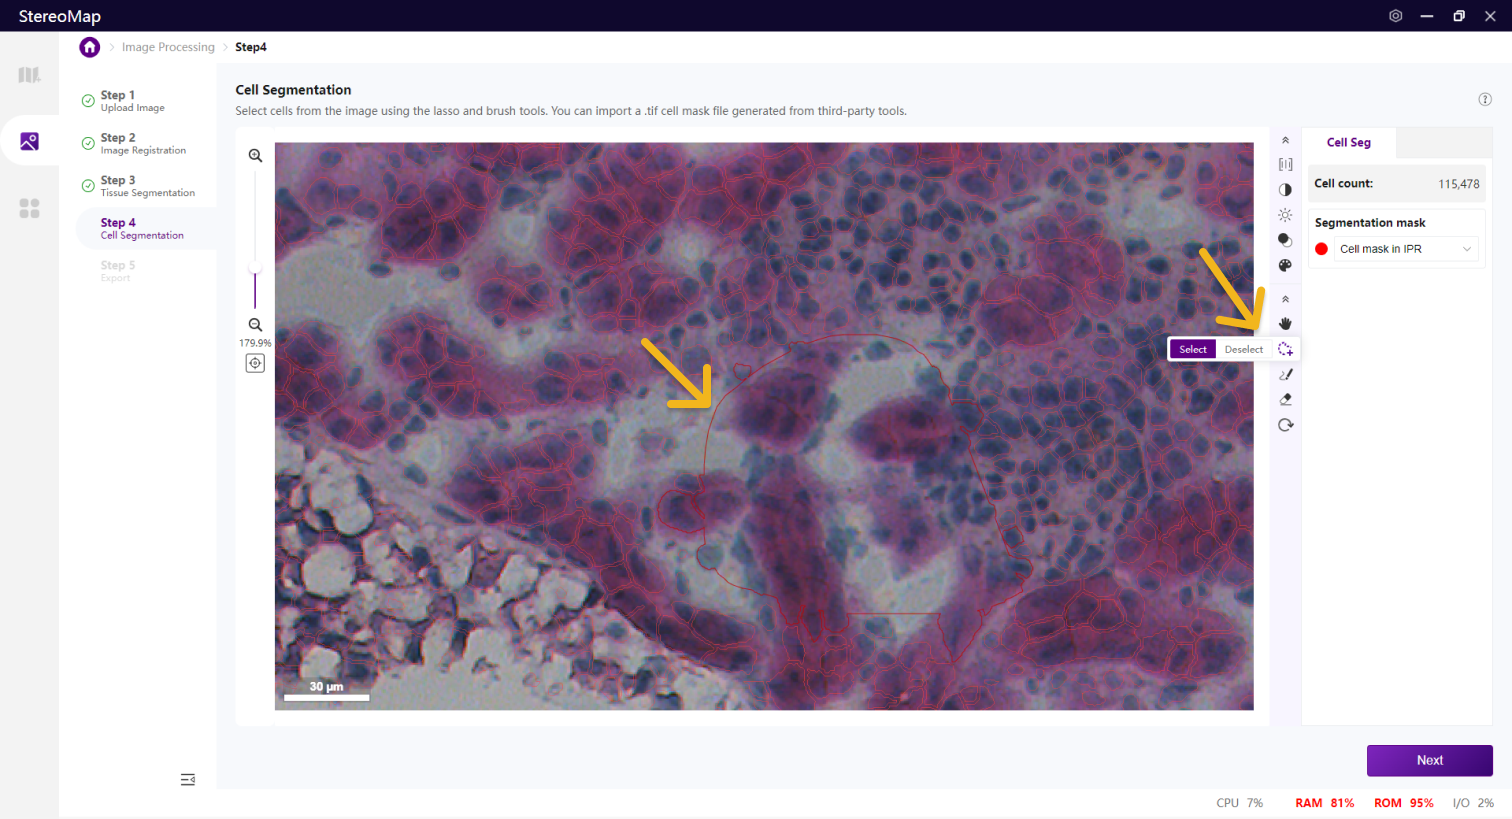 StereoMap
Image Processing
Step4
Step 1
Upload Image
Step 2
Image Registration
Step 3
Tissue Segmentation
Step 4
Cell Segmentation
Step 5
Export
Cell Segmentation
Select cells from the image using the lasso and brush tools. You can import a .tif cell mask file generated from third-party tools.
179.9%
30 μm
Select
Deselect
Cell Seg
Cell count: 115,478
Segmentation mask
Cell mask in IPR
Next
CPU 7% RAM 81% ROM 95% I/O 2%